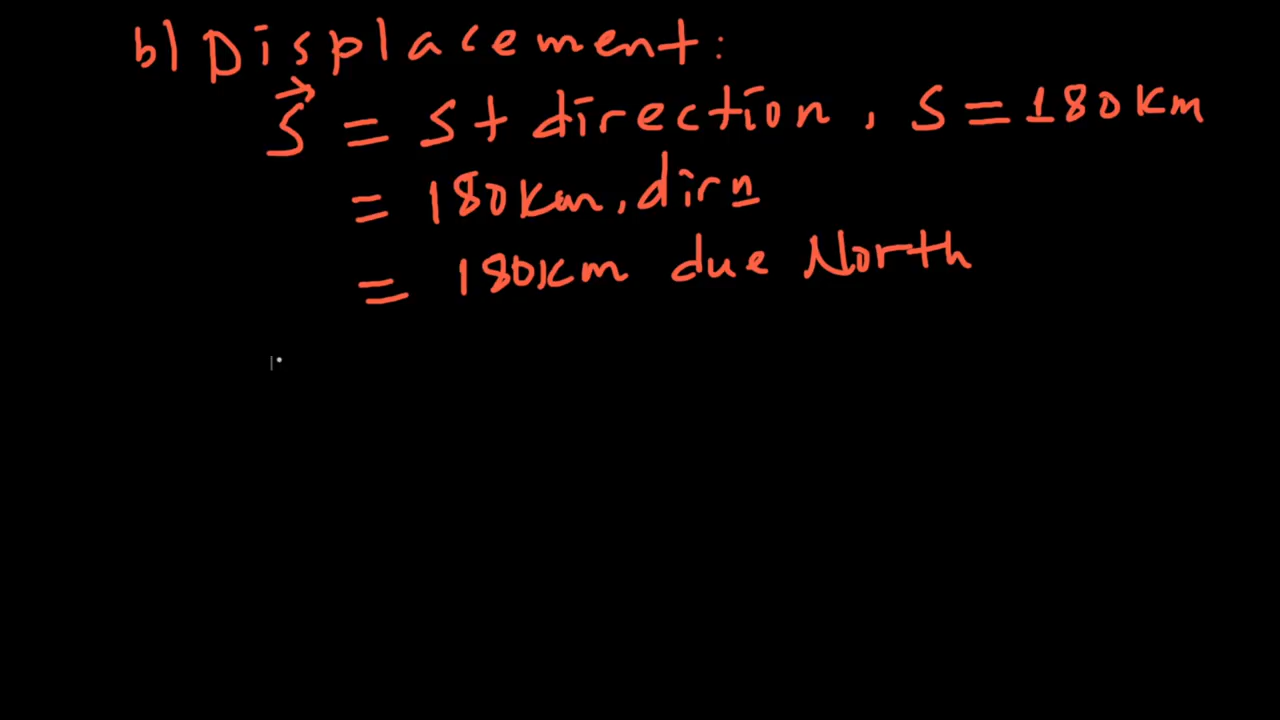 b) Displacement:
S⃗ = S + direction, S = 180 Km
= 180 Km, dirn
= 180 Km due North